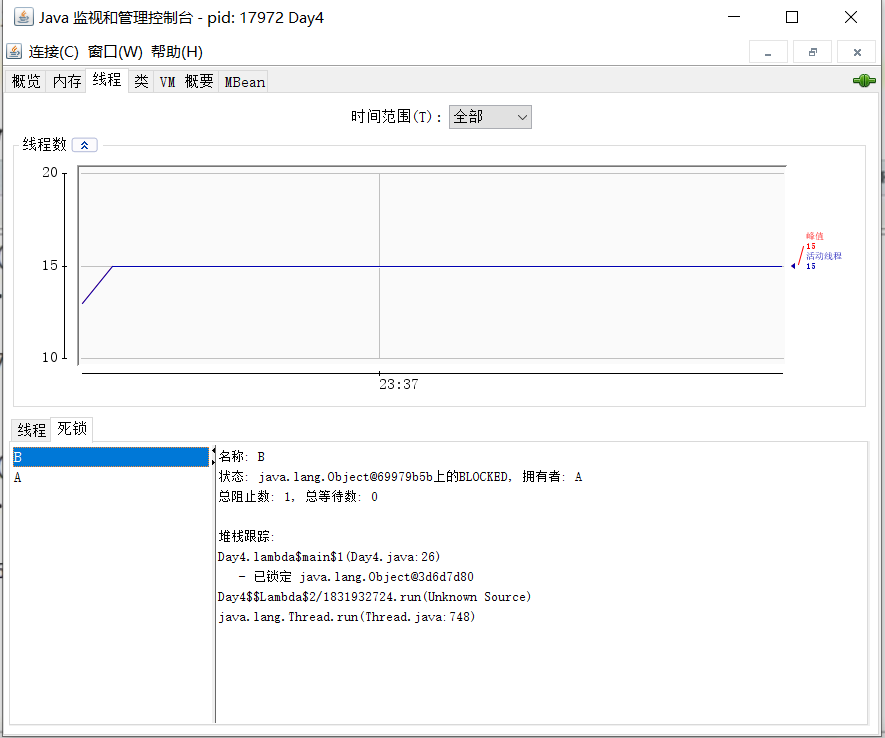 Java 监视和管理控制台 - pid: 17972 Day4
连接(C) 窗口(W) 帮助(H)
概览 内存 线程 类 VM 概要 MBean
时间范围(T): 全部
线程数
20
15
10
峰值
15
活动线程
15
23:37
线程 死锁
B
A
名称: B
状态: java.lang.Object@69979b5b上的BLOCKED, 拥有者: A
总阻止数: 1, 总等待数: 0
堆栈跟踪:
Day4.lambda$main$1(Day4.java:26)
- 已锁定 java.lang.Object@3d6d7d80
Day4$$Lambda$2/1831932724.run(Unknown Source)
java.lang.Thread.run(Thread.java:748)